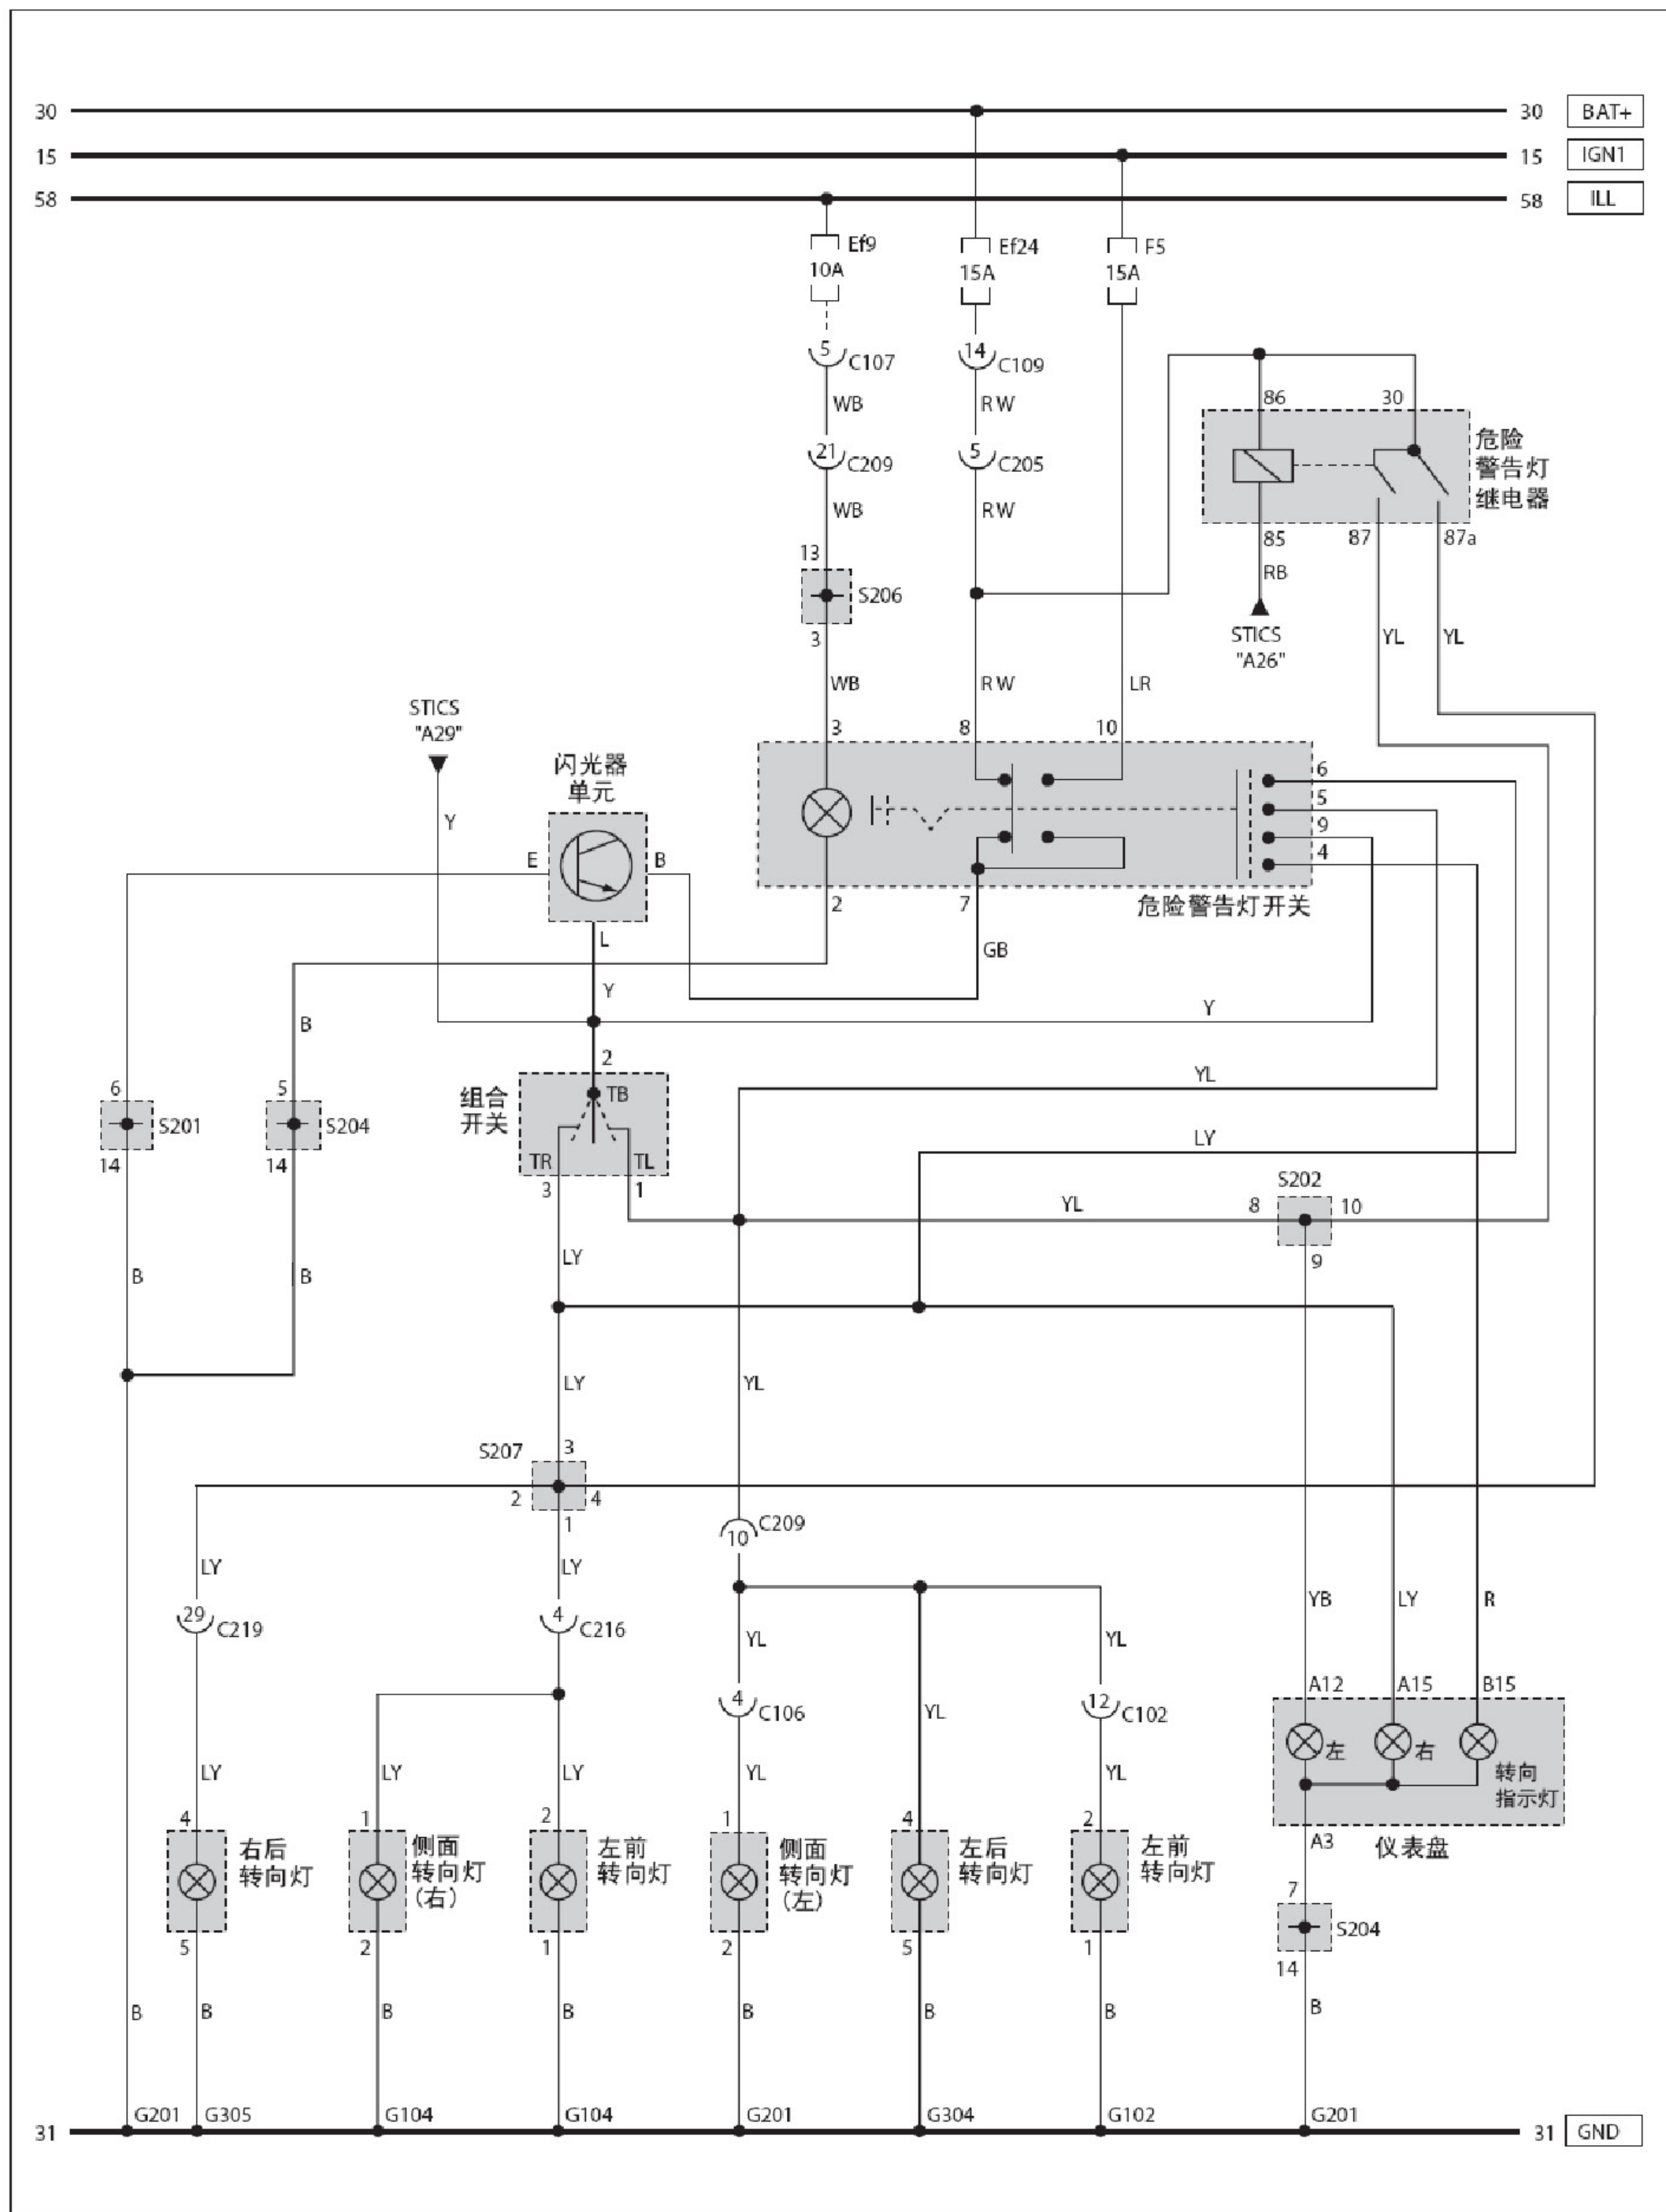 30
30
BAT+
15
15
IGN1
58
58
ILL
Ef9
10A
Ef24
15A
F5
15A
5
C107
14
C109
WB
RW
21
C209
5
C205
WB
RW
86
30
危险
警告灯
继电器
85
87
87a
RB
STICS
"A26"
YL
YL
13
S206
3
WB
RW
LR
STICS
"A29"
Y
闪光器
单元
E
B
L
Y
3
8
10
6
5
9
4
2
7
危险警告灯开关
GB
Y
B
B
6
S201
14
5
S204
14
B
B
组合
开关
2
TB
TR
TL
3
1
YL
LY
YL
S202
8
10
9
LY
LY
YL
S207
3
2
4
1
LY
LY
C209
10
29
C219
4
C216
YL
YL
YL
4
C106
12
C102
YB
LY
R
LY
LY
LY
YL
YL
A12
A15
B15
左
右
转向
指示灯
A3
仪表盘
4
右后
转向灯
5
1
侧面
转向灯
(右)
2
2
左前
转向灯
1
1
侧面
转向灯
(左)
2
4
左后
转向灯
5
2
左前
转向灯
1
7
S204
14
B
B
B
B
B
B
B
B
G201
G305
G104
G104
G201
G304
G102
G201
31
31
GND